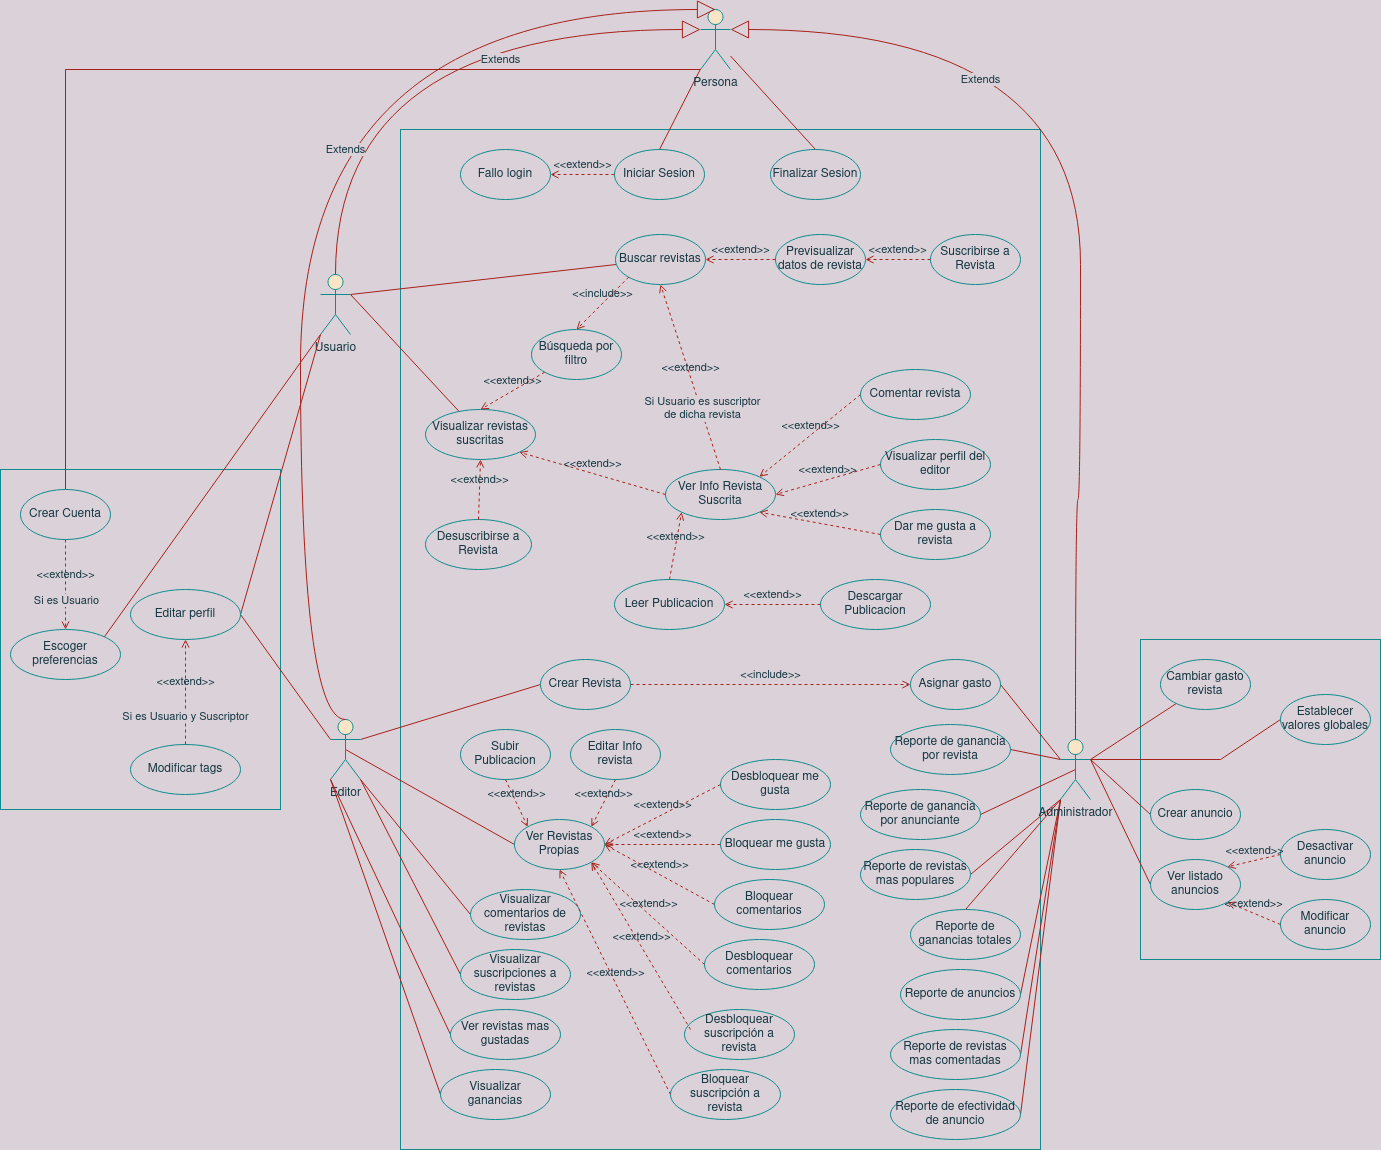 Extends
Persona
Extends
Extends
Fallo login
<<extend>>
Iniciar Sesion
Finalizar Sesion
Buscar revistas
<<extend>>
Previsualizar
datos de revista
<<extend>>
Suscribirse a
Revista
<<include>>
Usuario
Búsqueda por
filtro
<<extend>>
<<extend>>
Si Usuario es suscriptor
de dicha revista
Comentar revista
<<extend>>
Visualizar revistas
suscritas
<<extend>>
<<extend>>
Visualizar perfil del
editor
<<extend>>
Ver Info Revista
Suscrita
<<extend>>
Dar me gusta a
revista
Desuscribirse a
Revista
<<extend>>
Leer Publicacion
<<extend>>
Descargar
Publicacion
Crear Cuenta
<<extend>>
Si es Usuario
Escoger
preferencias
Editar perfil
<<extend>>
Si es Usuario y Suscriptor
Modificar tags
Crear Revista
<<include>>
Asignar gasto
Cambiar gasto
revista
Establecer
valores globales
Editor
Subir
Publicacion
Editar Info
revista
<<extend>>
<<extend>>
Reporte de ganancia
por revista
Desbloquear me
gusta
<<extend>>
Administrador
Reporte de ganancia
por anunciante
Crear anuncio
Ver Revistas
Propias
<<extend>>
Bloquear me gusta
<<extend>>
Desactivar
anuncio
<<extend>>
Reporte de revistas
mas populares
Ver listado
anuncios
<<extend>>
Modificar
anuncio
Bloquear
comentarios
<<extend>>
Visualizar
comentarios de
revistas
Reporte de
ganancias totales
<<extend>>
Desbloquear
comentarios
Visualizar
suscripciones a
revistas
<<extend>>
Reporte de anuncios
Ver revistas mas
gustadas
Desbloquear
suscripción a
revista
Reporte de revistas
mas comentadas
Visualizar
ganancias
Bloquear
suscripción a
revista
Reporte de efectividad
de anuncio